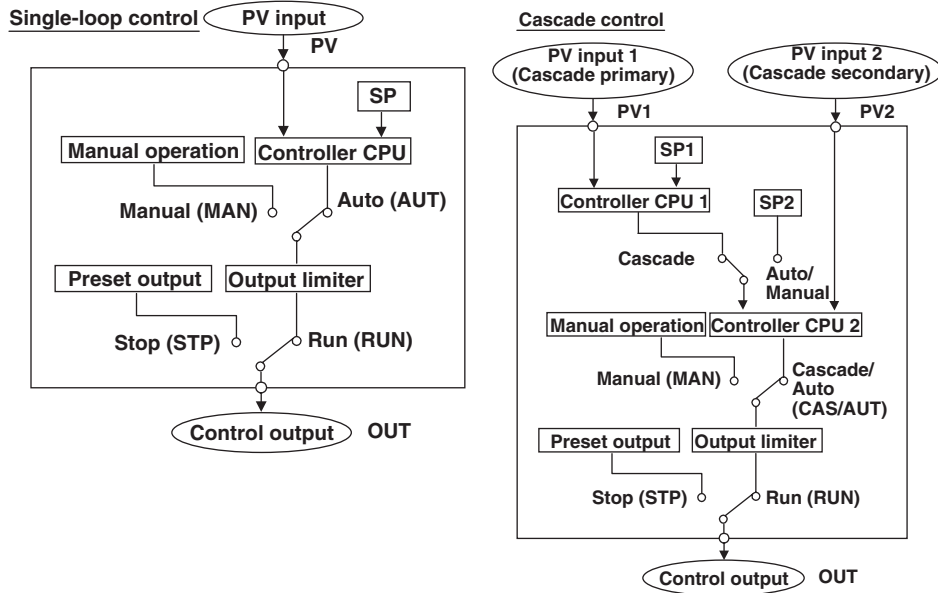 Single-loop control
PV input
PV
SP
Manual operation
Controller CPU
Manual (MAN)
Auto (AUT)
Preset output
Output limiter
Stop (STP)
Run (RUN)
Control output
OUT
Cascade control
PV input 1
(Cascade primary)
PV input 2
(Cascade secondary)
PV1
PV2
SP1
Controller CPU 1
SP2
Cascade
Auto/
Manual
Manual operation
Controller CPU 2
Manual (MAN)
Cascade/
Auto
(CAS/AUT)
Preset output
Output limiter
Stop (STP)
Run (RUN)
Control output
OUT